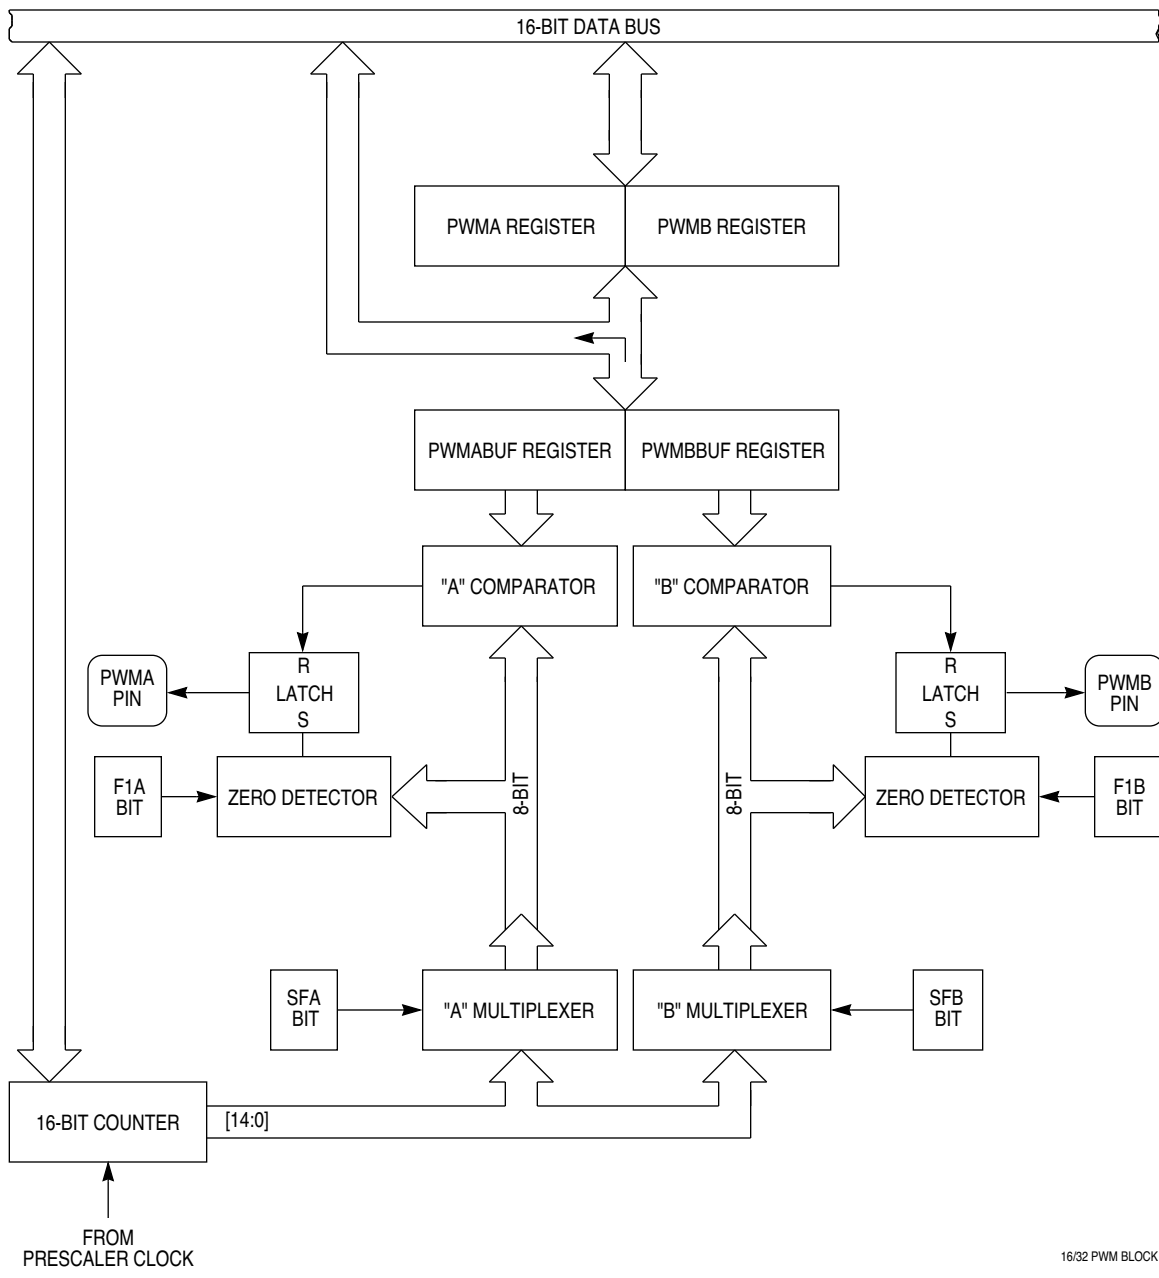 16-BIT DATA BUS
PWMA REGISTER
PWMB REGISTER
PWMABUF REGISTER
PWMBBUF REGISTER
"A" COMPARATOR
"B" COMPARATOR
PWMA
PIN
R
LATCH
S
R
LATCH
S
PWMB
PIN
F1A
BIT
ZERO DETECTOR
8-BIT
8-BIT
ZERO DETECTOR
F1B
BIT
SFA
BIT
"A" MULTIPLEXER
"B" MULTIPLEXER
SFB
BIT
16-BIT COUNTER
[14:0]
FROM
PRESCALER CLOCK
16/32 PWM BLOCK